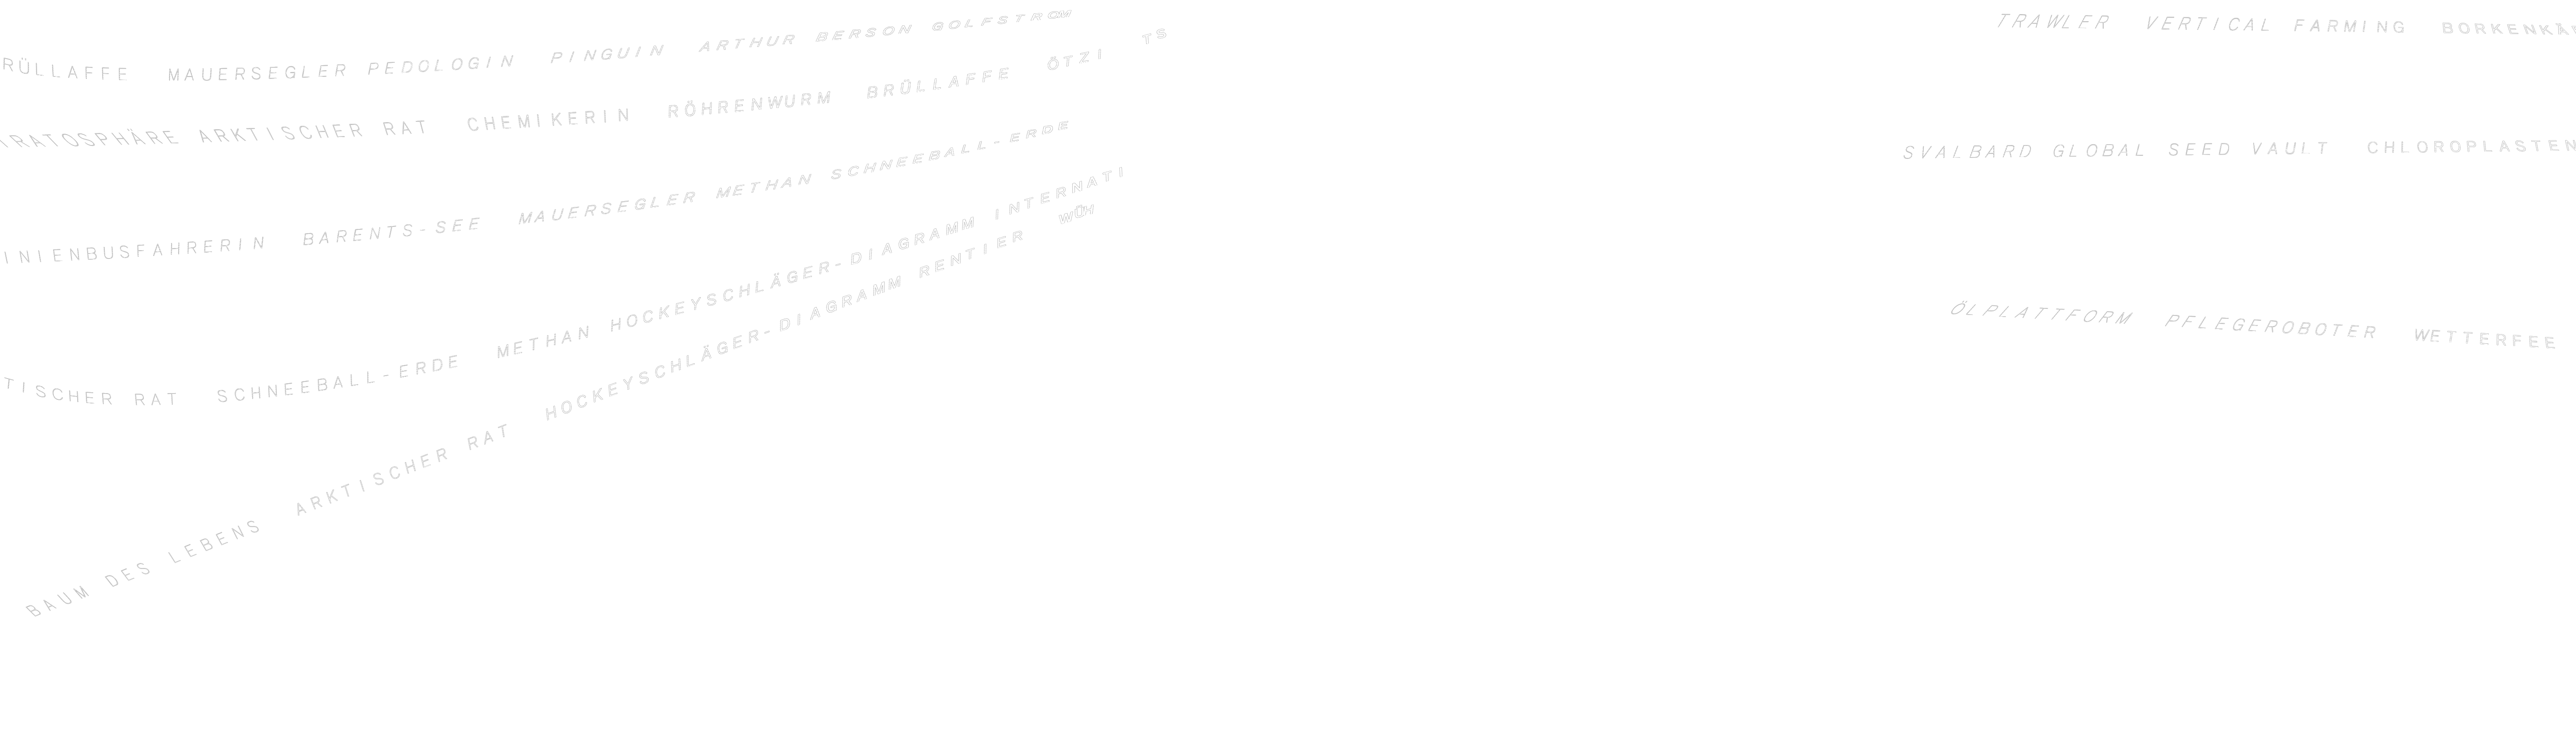 RÜLLAFFE MAUERSEGLER PEDOLOGIN PINGUIN ARTHUR BERSON GOLFSTROM
TRATOSPHÄRE ARKTISCHER RAT CHEMIKERIN RÖHRENWURM BRÜLLAFFE ÖTZI TS
INIENBUSFAHRERIN BARENTS-SEE MAUERSEGLER METHAN SCHNEEBALL-ERDE
TISCHER RAT SCHNEEBALL-ERDE METHAN HOCKEYSCHLÄGER-DIAGRAMM INTERNATI
BAUM DES LEBENS ARKTISCHER RAT HOCKEYSCHLÄGER-DIAGRAMM RENTIER WÜH
TRAWLER VERTICAL FARMING BORKENKÄ
SVALBARD GLOBAL SEED VAULT CHLOROPLASTEN
ÖLPLATTFORM PFLEGEROBOTER WETTERFEE